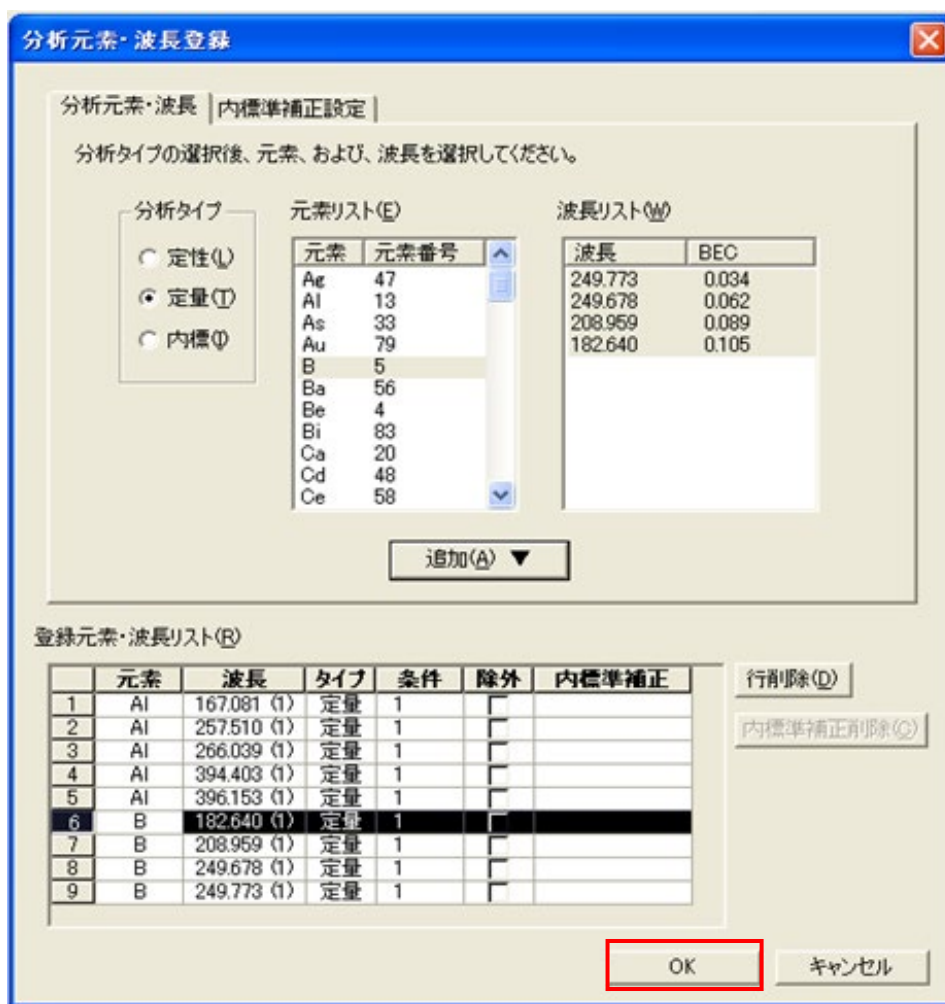 分析元素・波長登録
分析元素・波長 内標準補正設定
分析タイプの選択後、元素、および、波長を選択してください。
分析タイプ
定性(L)
定量(T)
内標(I)
元素リスト(E)
元素 元素番号
Ag 47
Al 13
As 33
Au 79
B 5
Ba 56
Be 4
Bi 83
Ca 20
Cd 48
Ce 58
波長リスト(W)
波長 BEC
249.773 0.034
249.678 0.062
208.959 0.089
182.640 0.105
追加(A) ▼
登録元素・波長リスト(R)
元素 波長 タイプ 条件 除外 内標準補正
1 Al 167.081 (1) 定量 1
2 Al 257.510 (1) 定量 1
3 Al 266.039 (1) 定量 1
4 Al 394.403 (1) 定量 1
5 Al 396.153 (1) 定量 1
6 B 182.640 (1) 定量 1
7 B 208.959 (1) 定量 1
8 B 249.678 (1) 定量 1
9 B 249.773 (1) 定量 1
行削除(D)
内標準補正削除(C)
OK キャンセル